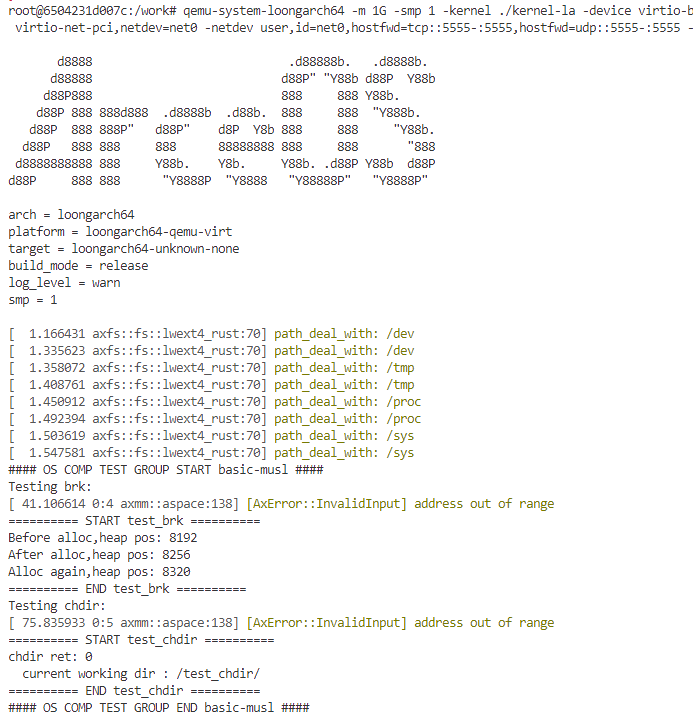 root@6504231d007c:/work# qemu-system-loongarch64 -m 1G -smp 1 -kernel ./kernel-la -device virtio-b
virtio-net-pci,netdev=net0 -netdev user,id=net0,hostfwd=tcp::5555-:5555,hostfwd=udp::5555-:5555 -
       d8888                            .d88888b.   .d8888b.
      d88888                           d88P" "Y88b d88P  Y88b
     d88P888                           888     888 Y88b.
    d88P 888 888d888  .d8888b  .d88b.  888     888  "Y888b.
   d88P  888 888P"   d88P"    d8P  Y8b 888     888     "Y88b.
  d88P   888 888     888      88888888 888     888       "888
 d8888888888 888     Y88b.    Y8b.     Y88b. .d88P Y88b  d88P
d88P     888 888      "Y8888P  "Y8888   "Y88888P"   "Y8888P"
arch = loongarch64
platform = loongarch64-qemu-virt
target = loongarch64-unknown-none
build_mode = release
log_level = warn
smp = 1
[  1.166431 axfs::fs::lwext4_rust:70] path_deal_with: /dev
[  1.335623 axfs::fs::lwext4_rust:70] path_deal_with: /dev
[  1.358072 axfs::fs::lwext4_rust:70] path_deal_with: /tmp
[  1.408761 axfs::fs::lwext4_rust:70] path_deal_with: /tmp
[  1.450912 axfs::fs::lwext4_rust:70] path_deal_with: /proc
[  1.492394 axfs::fs::lwext4_rust:70] path_deal_with: /proc
[  1.503619 axfs::fs::lwext4_rust:70] path_deal_with: /sys
[  1.547581 axfs::fs::lwext4_rust:70] path_deal_with: /sys
#### OS COMP TEST GROUP START basic-musl ####
Testing brk:
[ 41.106614 0:4 axmm::aspace:138] [AxError::InvalidInput] address out of range
========== START test_brk ==========
Before alloc,heap pos: 8192
After alloc,heap pos: 8256
Alloc again,heap pos: 8320
========== END test_brk ==========
Testing chdir:
[ 75.835933 0:5 axmm::aspace:138] [AxError::InvalidInput] address out of range
========== START test_chdir ==========
chdir ret: 0
  current working dir : /test_chdir/
========== END test_chdir ==========
#### OS COMP TEST GROUP END basic-musl ####